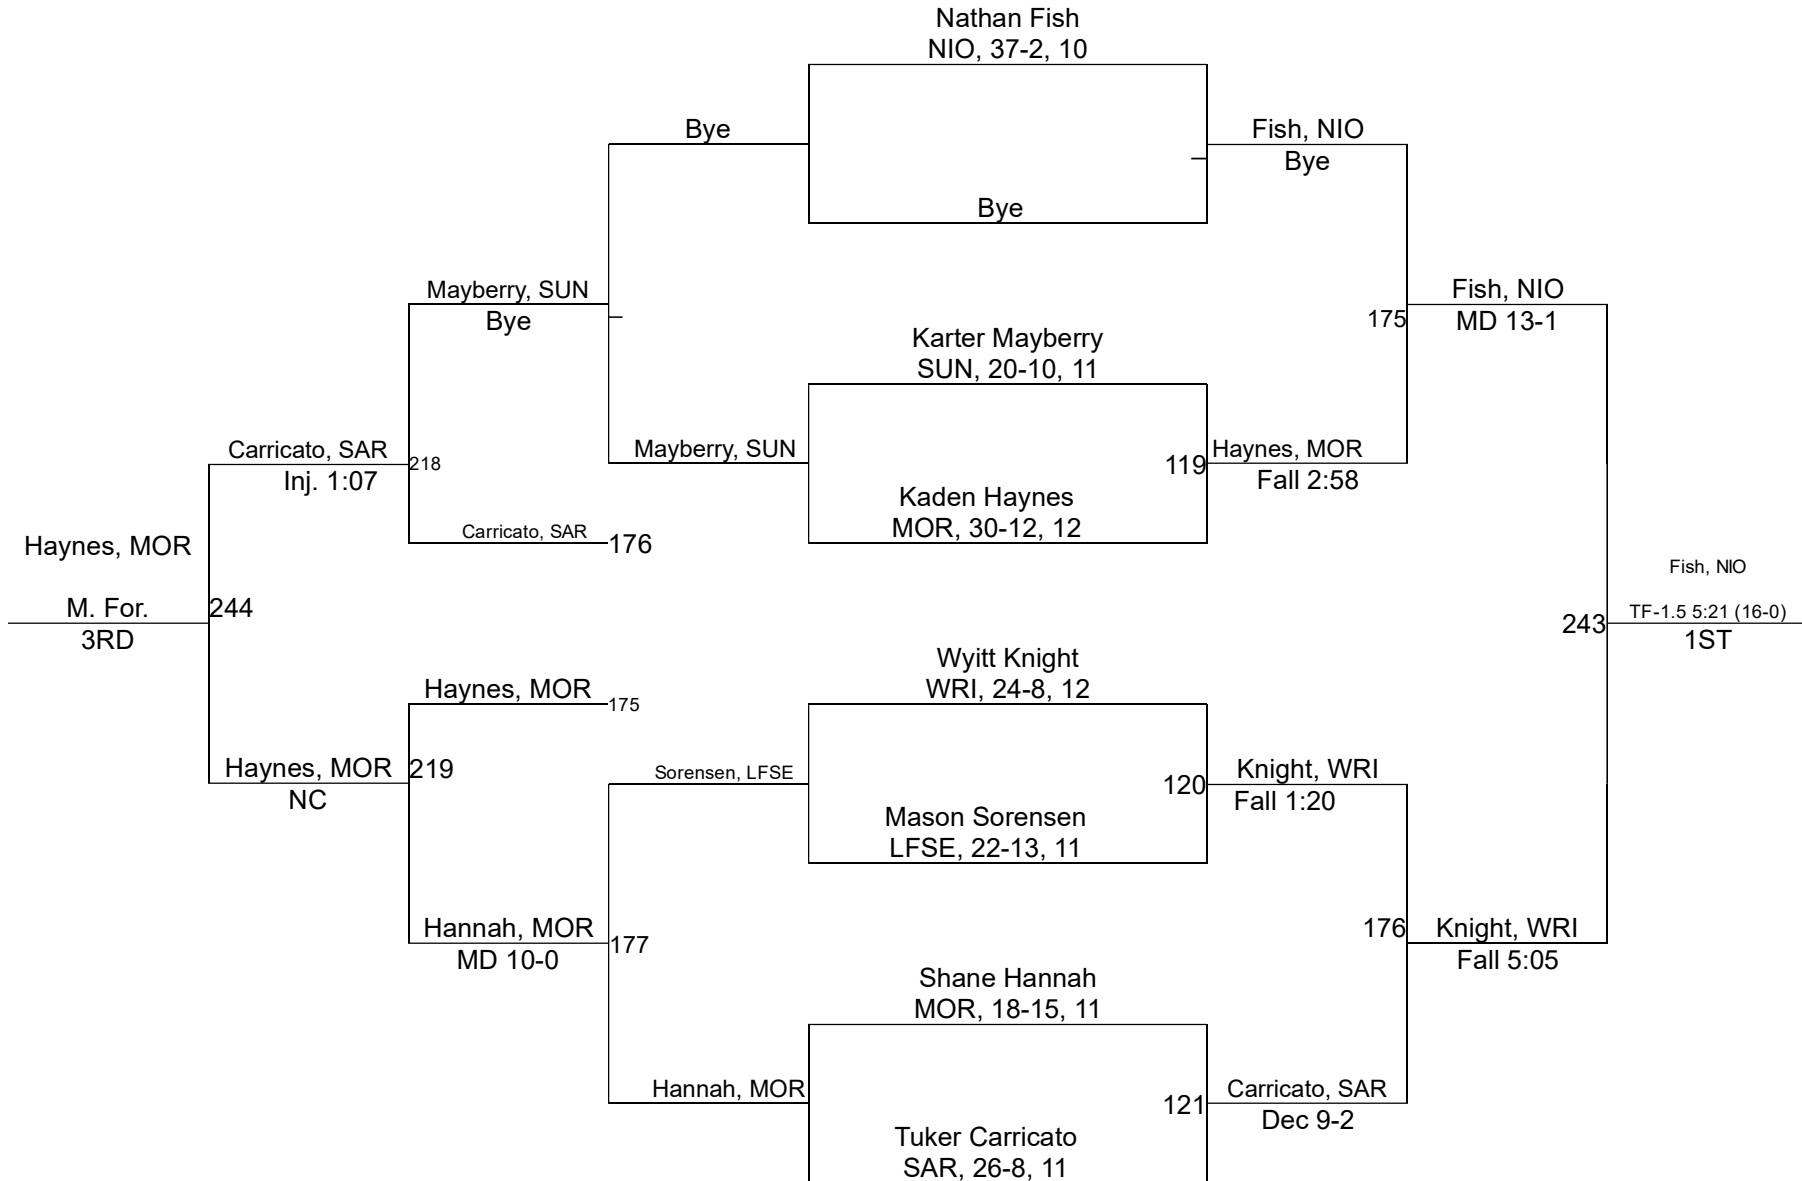 Nathan Fish
NIO, 37-2, 10
Bye
Fish, NIO
Bye
Bye
Mayberry, SUN
Bye
Fish, NIO
175
MD 13-1
Karter Mayberry
SUN, 20-10, 11
Carricato, SAR
218
Inj. 1:07
Mayberry, SUN
119
Haynes, MOR
Fall 2:58
Kaden Haynes
MOR, 30-12, 12
Carricato, SAR
176
Haynes, MOR
M. For.
244
3RD
Fish, NIO
TF-1.5 5:21 (16-0)
243
1ST
Wyitt Knight
WRI, 24-8, 12
Haynes, MOR
175
Haynes, MOR
219
NC
Sorensen, LFSE
120
Knight, WRI
Fall 1:20
Mason Sorensen
LFSE, 22-13, 11
Hannah, MOR
177
MD 10-0
176
Knight, WRI
Fall 5:05
Shane Hannah
MOR, 18-15, 11
Hannah, MOR
121
Carricato, SAR
Dec 9-2
Tuker Carricato
SAR, 26-8, 11